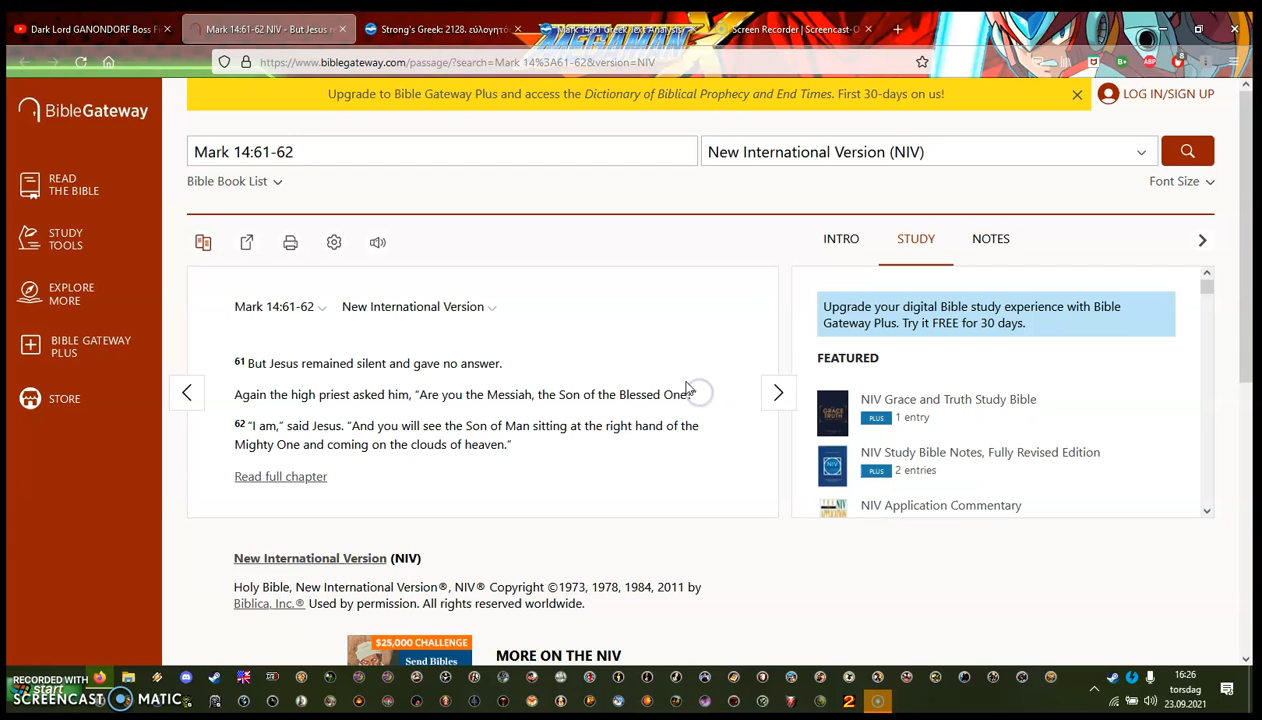 Dark Lord GANONDORF Boss F
Mark 14:61-62 NIV - But Jesus r
Strong's Greek: 2128. εὐλογητό
Mark 14:61 Greek Text Analysis
Screen Recorder | Screencast-O
https://www.biblegateway.com/passage/?search=Mark 14%3A61-62&version=NIV
BibleGateway
Upgrade to Bible Gateway Plus and access the Dictionary of Biblical Prophecy and End Times. First 30-days on us!
LOG IN/SIGN UP
Mark 14:61-62
New International Version (NIV)
Bible Book List
Font Size
READ
THE BIBLE
STUDY
TOOLS
EXPLORE
MORE
BIBLE GATEWAY
PLUS
STORE
INTRO
STUDY
NOTES
Mark 14:61-62
New International Version
61 But Jesus remained silent and gave no answer.
Again the high priest asked him, “Are you the Messiah, the Son of the Blessed One?”
62 “I am,” said Jesus. “And you will see the Son of Man sitting at the right hand of the
Mighty One and coming on the clouds of heaven.”
Read full chapter
Upgrade your digital Bible study experience with Bible
Gateway Plus. Try it FREE for 30 days.
FEATURED
NIV Grace and Truth Study Bible
PLUS 1 entry
NIV Study Bible Notes, Fully Revised Edition
PLUS 2 entries
NIV Application Commentary
New International Version (NIV)
Holy Bible, New International Version®, NIV® Copyright ©1973, 1978, 1984, 2011 by
Biblica, Inc.® Used by permission. All rights reserved worldwide.
$25,000 CHALLENGE
Send Bibles
MORE ON THE NIV
RECORDED WITH
start
SCREENCAST MATIC
16:26
torsdag
23.09.2021